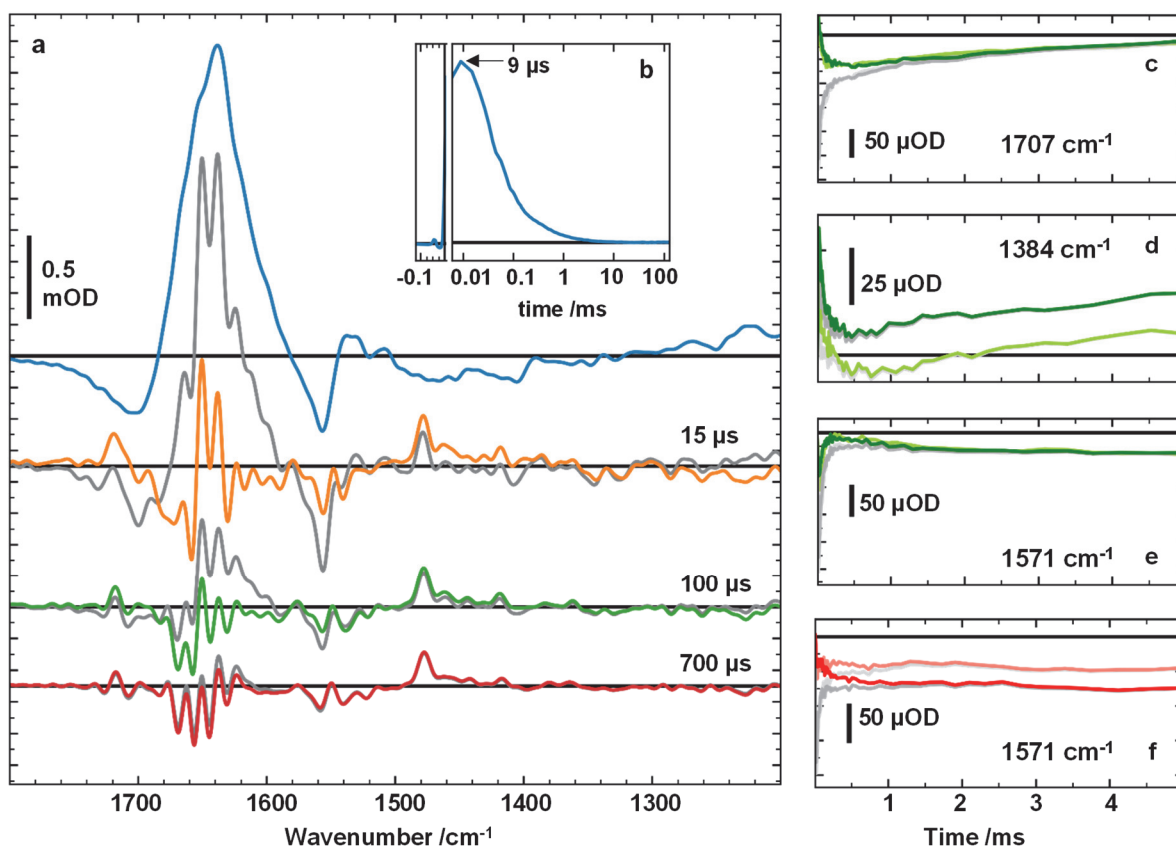 a
0.5
mOD
15 µs
100 µs
700 µs
1700
1600
1500
1400
1300
Wavenumber /cm-1
b
9 µs
-0.1
0.01
0.1
1
10
100
time /ms
c
50 µOD
1707 cm-1
1384 cm-1
d
25 µOD
e
50 µOD
1571 cm-1
50 µOD
f
1571 cm-1
1
2
3
4
Time /ms